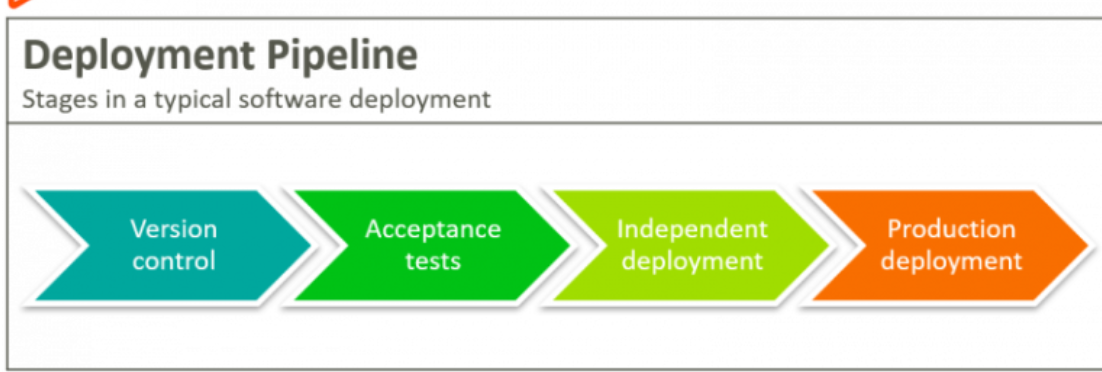 Deployment Pipeline
Stages in a typical software deployment
Version
control
Acceptance
tests
Independent
deployment
Production
deployment